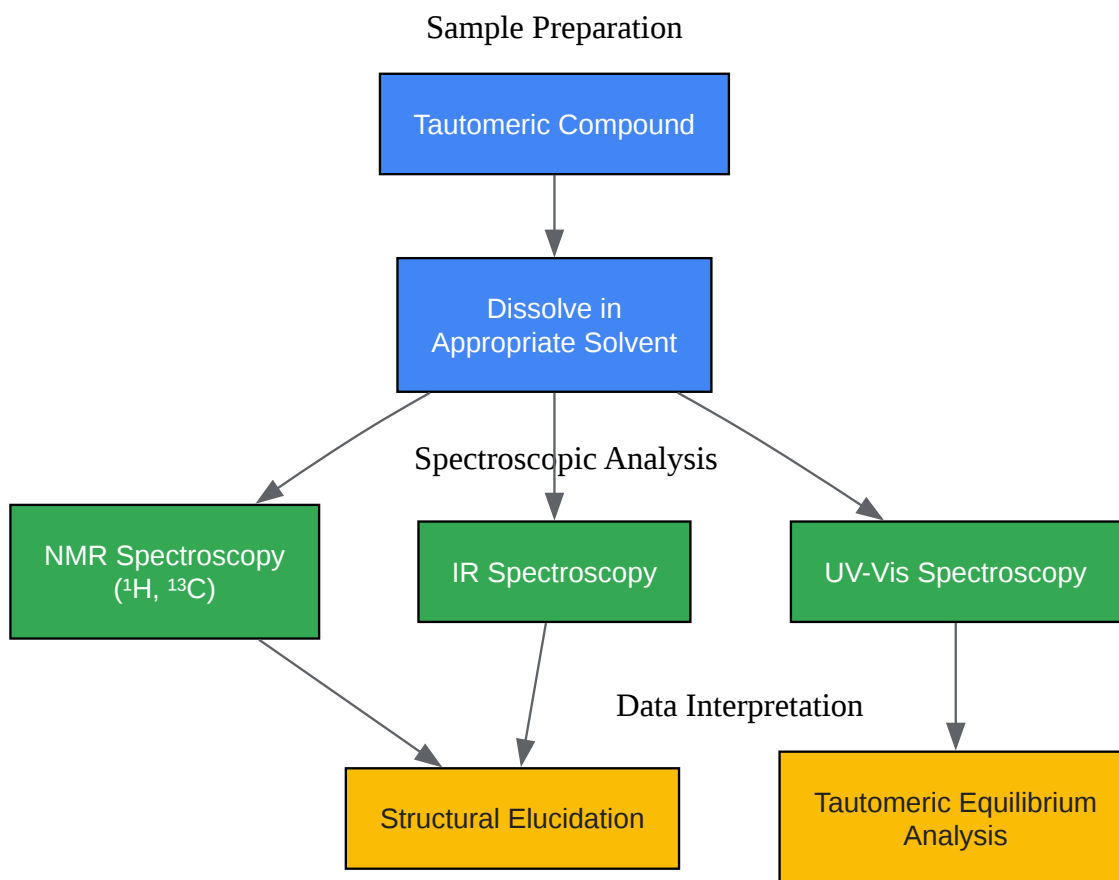 Sample Preparation
Tautomeric Compound
Dissolve in
Appropriate Solvent
Spectroscopic Analysis
NMR Spectroscopy
(¹H, ¹³C)
IR Spectroscopy
UV-Vis Spectroscopy
Data Interpretation
Structural Elucidation
Tautomeric Equilibrium
Analysis